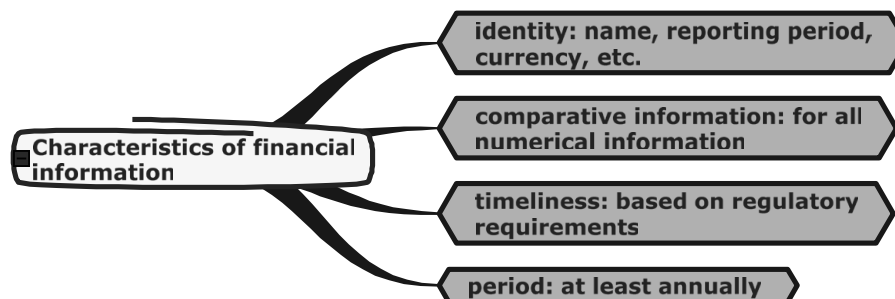 Characteristics of financial
information
identity: name, reporting period,
currency, etc.
comparative information: for all
numerical information
timeliness: based on regulatory
requirements
period: at least annually